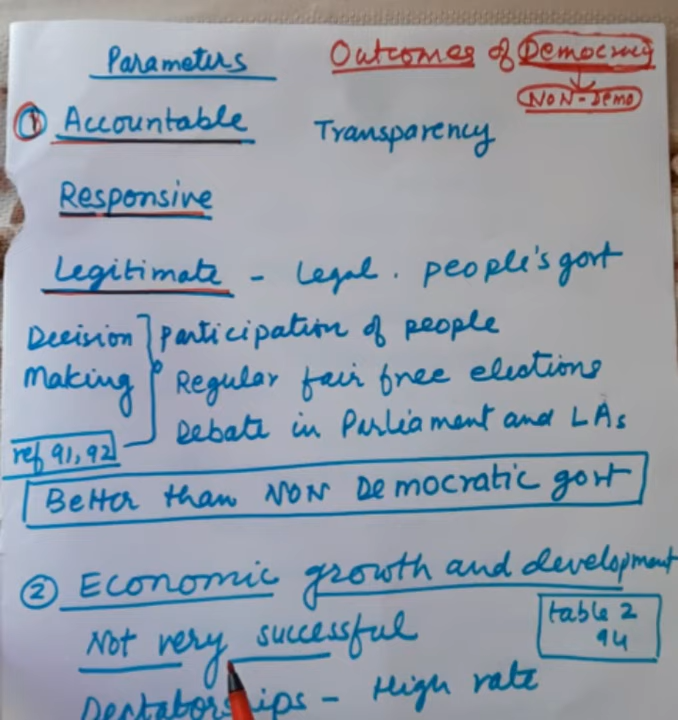 Parameters Outcomes of Democracy
NON-Demo
① Accountable Transparency
Responsive
Legitimate - Legal. people's govt
Decision participation of people
Making Regular fair free elections
Debate in Parliament and LAs
ref 91, 92
Better than NON Democratic govt
② Economic growth and development
Not very successful
table 2
94
Dectatorships - High rate